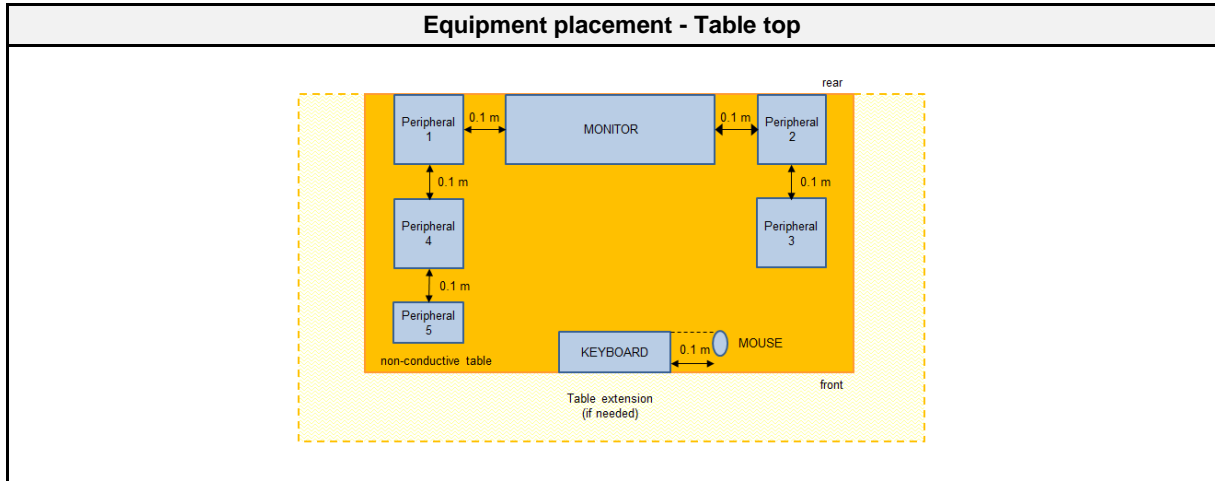 Equipment placement - Table top
rear
Peripheral
1
0.1 m
MONITOR
0.1 m
Peripheral
2
0.1 m
0.1 m
Peripheral
4
Peripheral
3
0.1 m
Peripheral
5
KEYBOARD
0.1 m
MOUSE
non-conductive table
front
Table extension
(if needed)